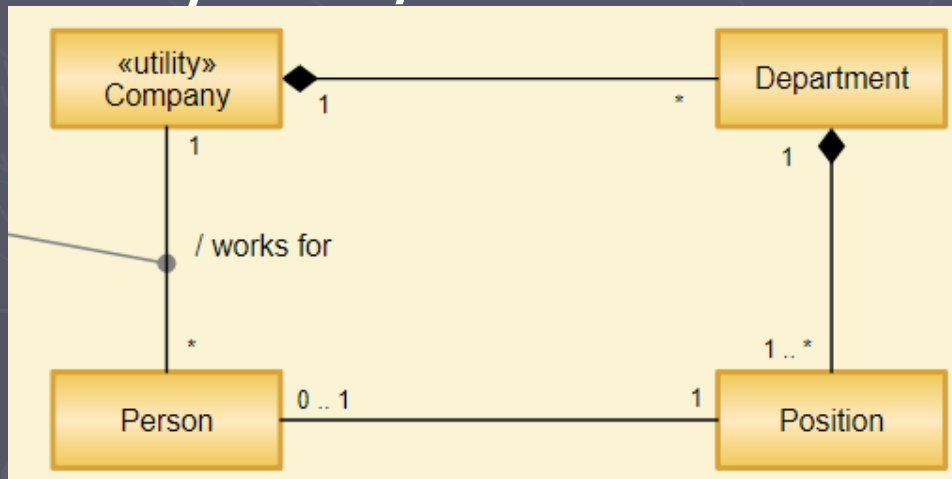 «utility»
Company
Department
1
*
1
1
/ works for
*
1 .. *
Person
0 .. 1
1
Position